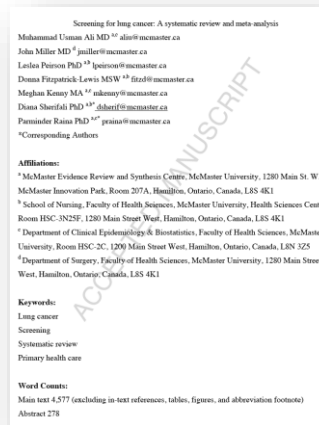 Screening for lung cancer: A systematic review and meta-analysis
Muhammad Usman Ali MD a,c aliu@mcmaster.ca
John Miller MD d jmiller@mcmaster.ca
Leslea Peirson PhD a,b lpeirson@mcmaster.ca
Donna Fitzpatrick-Lewis MSW a,b fitzd@mcmaster.ca
Meghan Kenny MA a,c mkenny@mcmaster.ca
Diana Sherifali PhD a,b* dsherif@mcmaster.ca
Parminder Raina PhD a,c* praina@mcmaster.ca
*Corresponding Authors
Affiliations:
a McMaster Evidence Review and Synthesis Centre, McMaster University, 1280 Main St. W
McMaster Innovation Park, Room 207A, Hamilton, Ontario, Canada, L8S 4K1
b School of Nursing, Faculty of Health Sciences, McMaster University, Health Sciences Cent
Room HSC-3N25F, 1280 Main Street West, Hamilton, Ontario, Canada, L8S 4K1
c Department of Clinical Epidemiology & Biostatistics, Faculty of Health Sciences, McMaste
University, Room HSC-2C, 1200 Main Street West, Hamilton, Ontario, Canada, L8N 3Z5
d Department of Surgery, Faculty of Health Sciences, McMaster University, 1280 Main Stree
West, Hamilton, Ontario, Canada, L8S 4K1
Keywords:
Lung cancer
Screening
Systematic review
Primary health care
Word Counts:
Main text 4,577 (excluding in-text references, tables, figures, and abbreviation footnote)
Abstract 278
ACCEPTED MANUSCRIPT